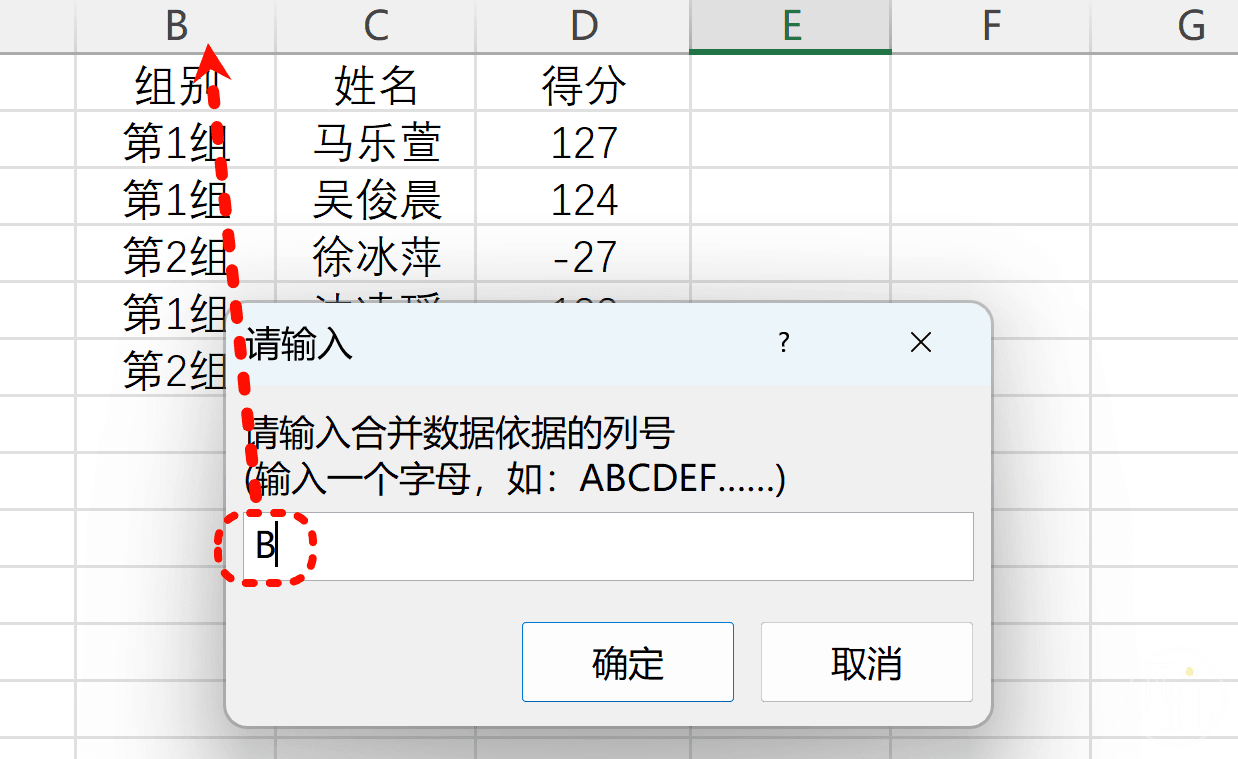 B C D E F G
组别 姓名 得分
第1组 马乐萱 127
第1组 吴俊晨 124
第2组 徐冰萍 -27
第1组
第2组
请输入 ?
请输入合并数据依据的列号
(输入一个字母，如：ABCDEF……)
B
确定 取消